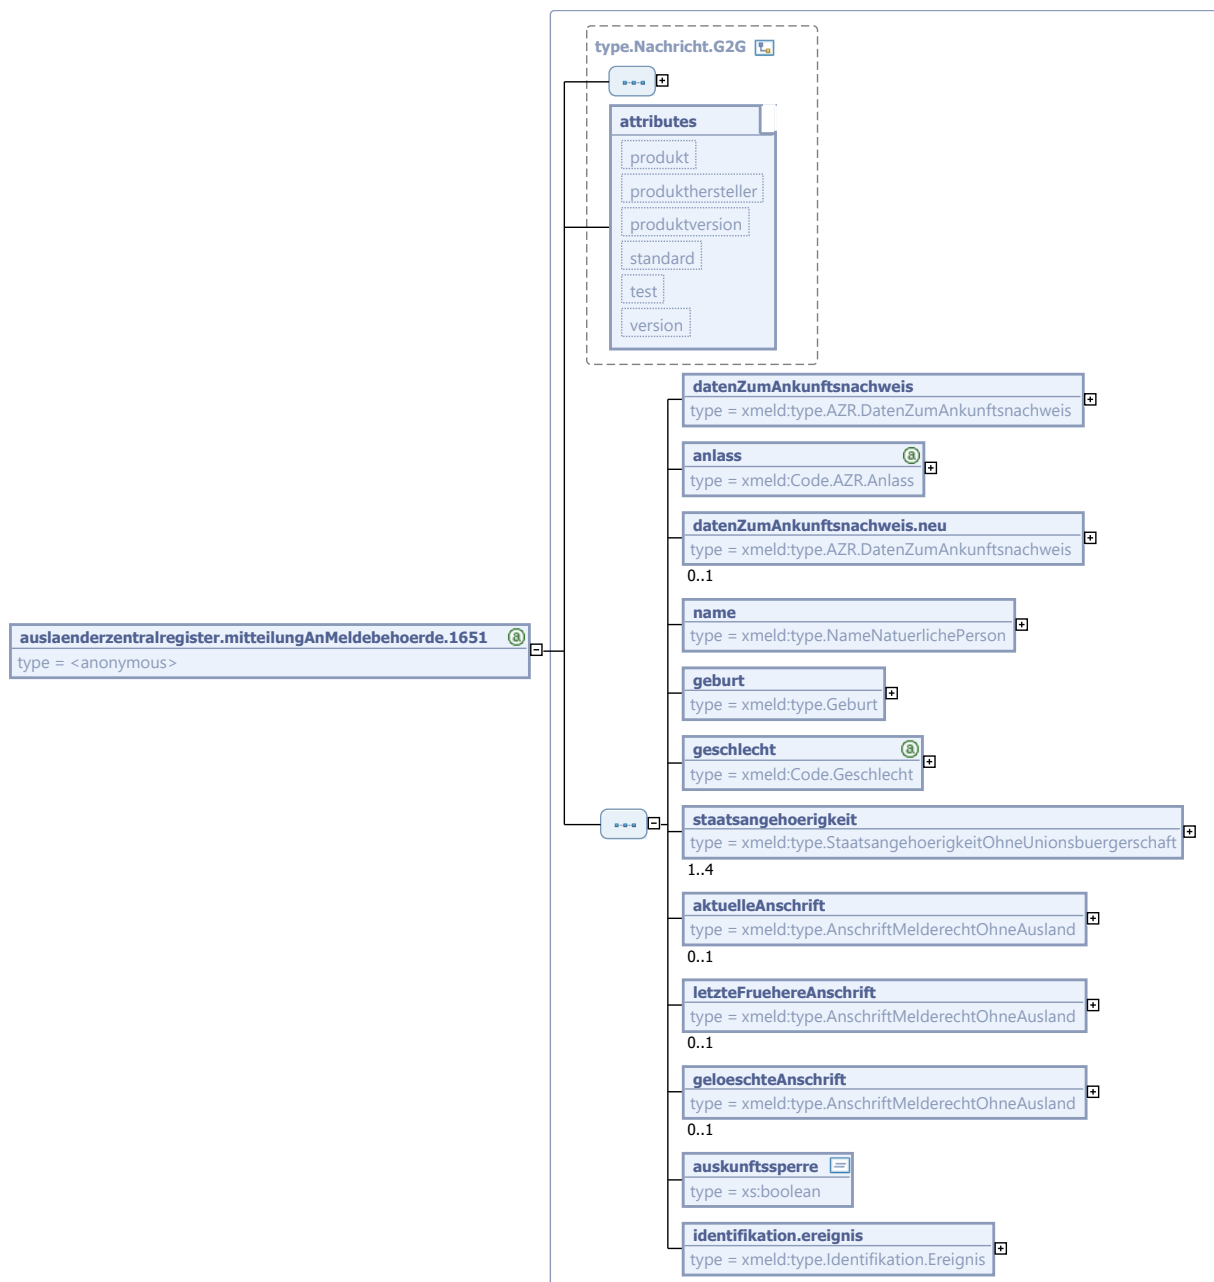 type.Nachricht.G2G
attributes
produkt
produkthersteller
produktversion
standard
test
version
datenZumAnkunftsnachweis
type = xmeld:type.AZR.DatenZumAnkunftsnachweis
anlass
type = xmeld:Code.AZR.Anlass
datenZumAnkunftsnachweis.neu
type = xmeld:type.AZR.DatenZumAnkunftsnachweis
0..1
name
type = xmeld:type.NameNatuerlichePerson
auslaenderzentralregister.mitteilungAnMeldebehoerde.1651
type = <anonymous>
geburt
type = xmeld:type.Geburt
geschlecht
type = xmeld:Code.Geschlecht
staatsangehoerigkeit
type = xmeld:type.StaatsangehoerigkeitOhneUnionsbuergerschaft
1..4
aktuelleAnschrift
type = xmeld:type.AnschriftMelderechtOhneAusland
0..1
letzteFruehereAnschrift
type = xmeld:type.AnschriftMelderechtOhneAusland
0..1
geloeschteAnschrift
type = xmeld:type.AnschriftMelderechtOhneAusland
0..1
auskunftssperre
type = xs:boolean
identifikation.ereignis
type = xmeld:type.Identifikation.Ereignis